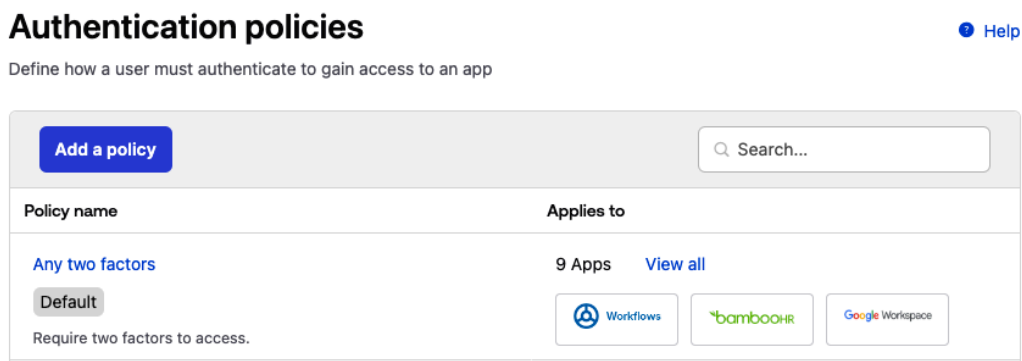 Authentication policies
Help
Define how a user must authenticate to gain access to an app
Add a policy
Search...
Policy name
Applies to
Any two factors
9 Apps
View all
Default
Workflows
bambooHR
Google Workspace
Require two factors to access.